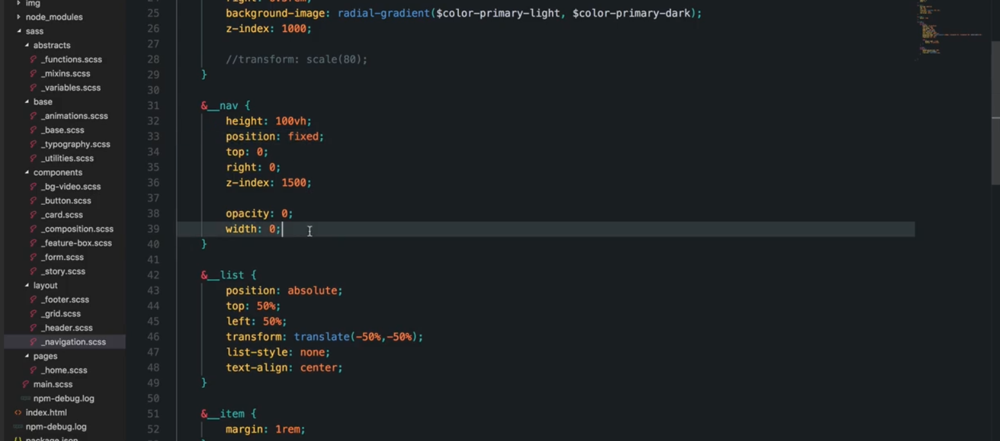 img
node_modules
sass
abstracts
_functions.scss
_mixins.scss
_variables.scss
base
_animations.scss
_base.scss
_typography.scss
_utilities.scss
components
_bg-video.scss
_button.scss
_card.scss
_composition.scss
_feature-box.scss
_form.scss
_story.scss
layout
_footer.scss
_grid.scss
_header.scss
_navigation.scss
pages
_home.scss
main.scss
npm-debug.log
<> index.html
npm-debug.log
{} package.json
25 background-image: radial-gradient($color-primary-light, $color-primary-dark);
26 z-index: 1000;
27
28 //transform: scale(80);
29 }
30
31 &__nav {
32 height: 100vh;
33 position: fixed;
34 top: 0;
35 right: 0;
36 z-index: 1500;
37
38 opacity: 0;
39 width: 0;
40 }
41
42 &__list {
43 position: absolute;
44 top: 50%;
45 left: 50%;
46 transform: translate(-50%,-50%);
47 list-style: none;
48 text-align: center;
49 }
50
51 &__item {
52 margin: 1rem;